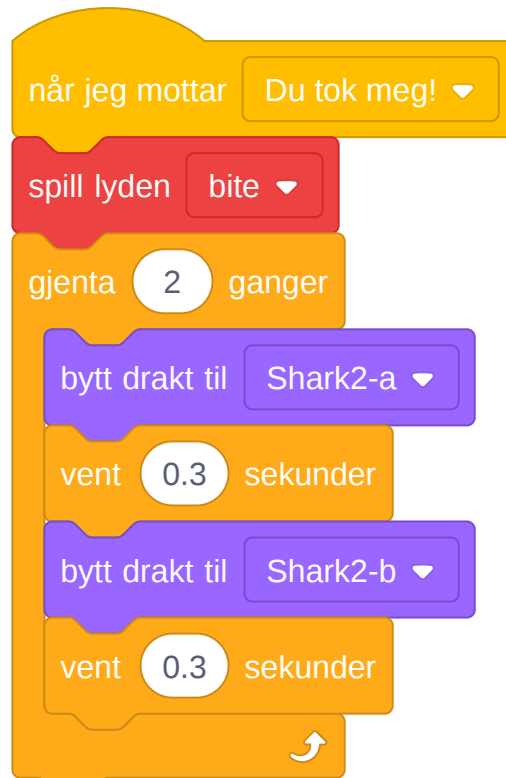 når jeg mottar Du tok meg!
spill lyden bite
gjenta 2 ganger
bytt drakt til Shark2-a
vent 0.3 sekunder
bytt drakt til Shark2-b
vent 0.3 sekunder